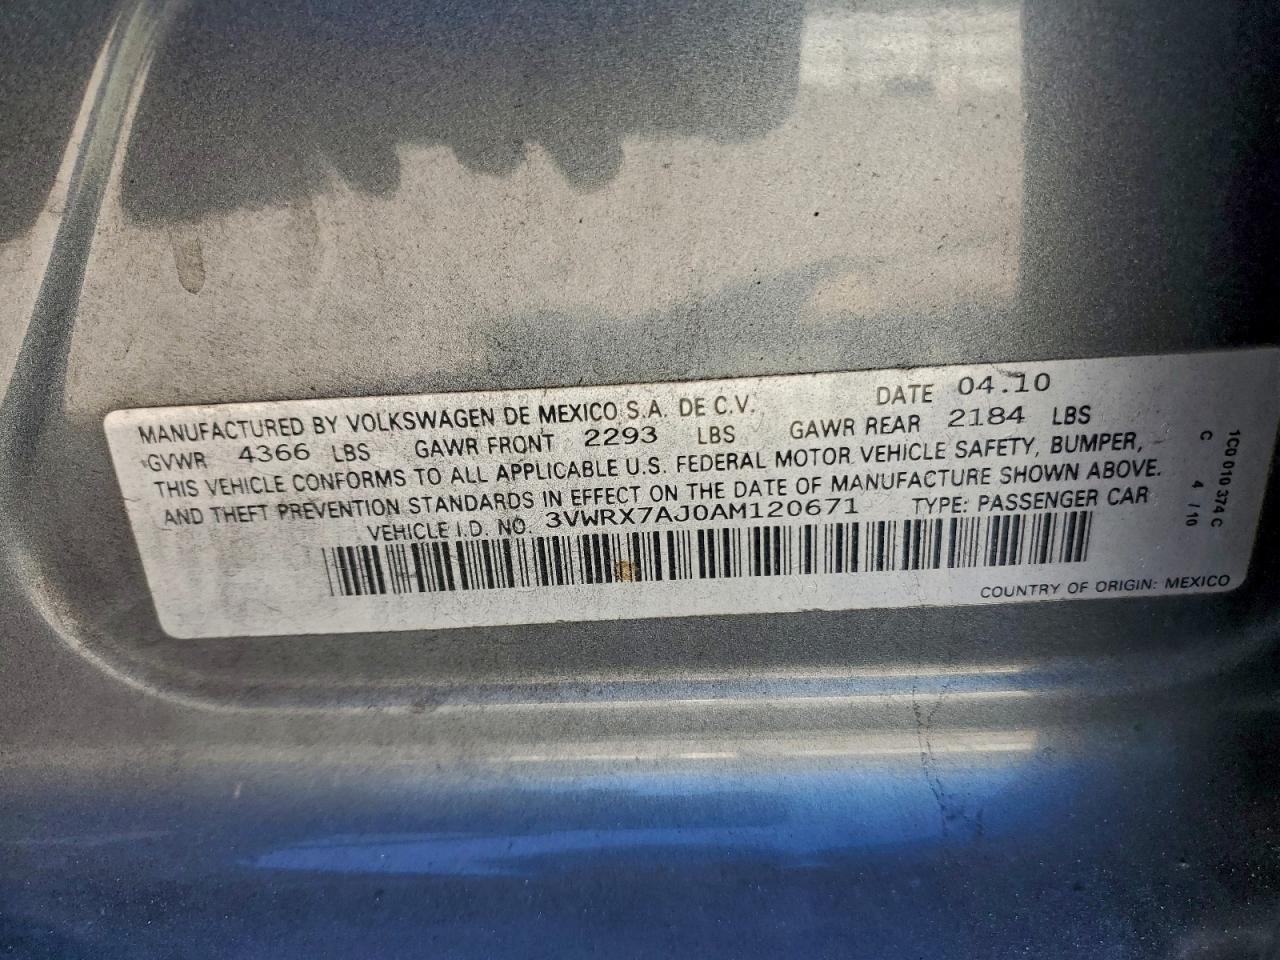 DATE 04.10
MANUFACTURED BY VOLKSWAGEN DE MEXICO S.A. DE C.V.
GVWR 4366 LBS GAWR FRONT 2293 LBS GAWR REAR 2184 LBS
THIS VEHICLE CONFORMS TO ALL APPLICABLE U.S. FEDERAL MOTOR VEHICLE SAFETY, BUMPER,
AND THEFT PREVENTION STANDARDS IN EFFECT ON THE DATE OF MANUFACTURE SHOWN ABOVE.
VEHICLE I.D. NO. 3VWRX7AJ0AM120671 TYPE: PASSENGER CAR
COUNTRY OF ORIGIN: MEXICO
1C0 010 374 C
C 4 / 10